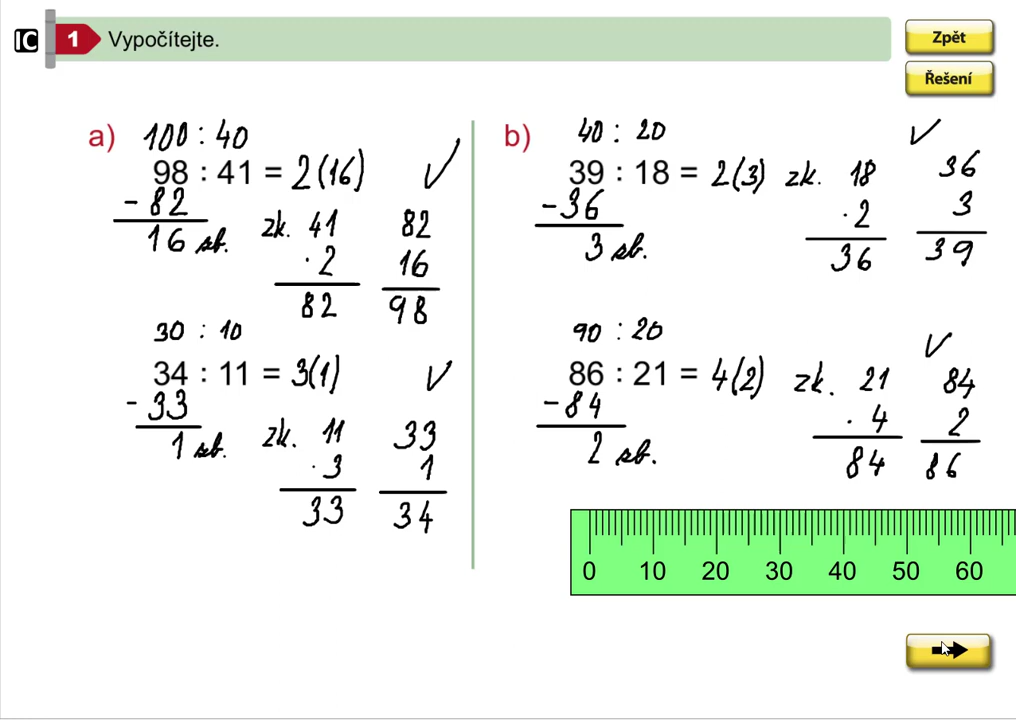 IC 1 Vypočítejte.
Zpět
Řešení
a) 100 : 40
98 : 41 = 2(16) ✓
- 82
16 zb. zk. 41 82
· 2 16
82 98
30 : 10
34 : 11 = 3(1) ✓
- 33
1 zb. zk. 11 33
· 3 1
33 34
b) 40 : 20 ✓
39 : 18 = 2(3) zk. 18 36
- 36 · 2 3
3 zb. 36 39
90 : 20 ✓
86 : 21 = 4(2) zk. 21 84
- 84 · 4 2
2 zb. 84 86
0 10 20 30 40 50 60